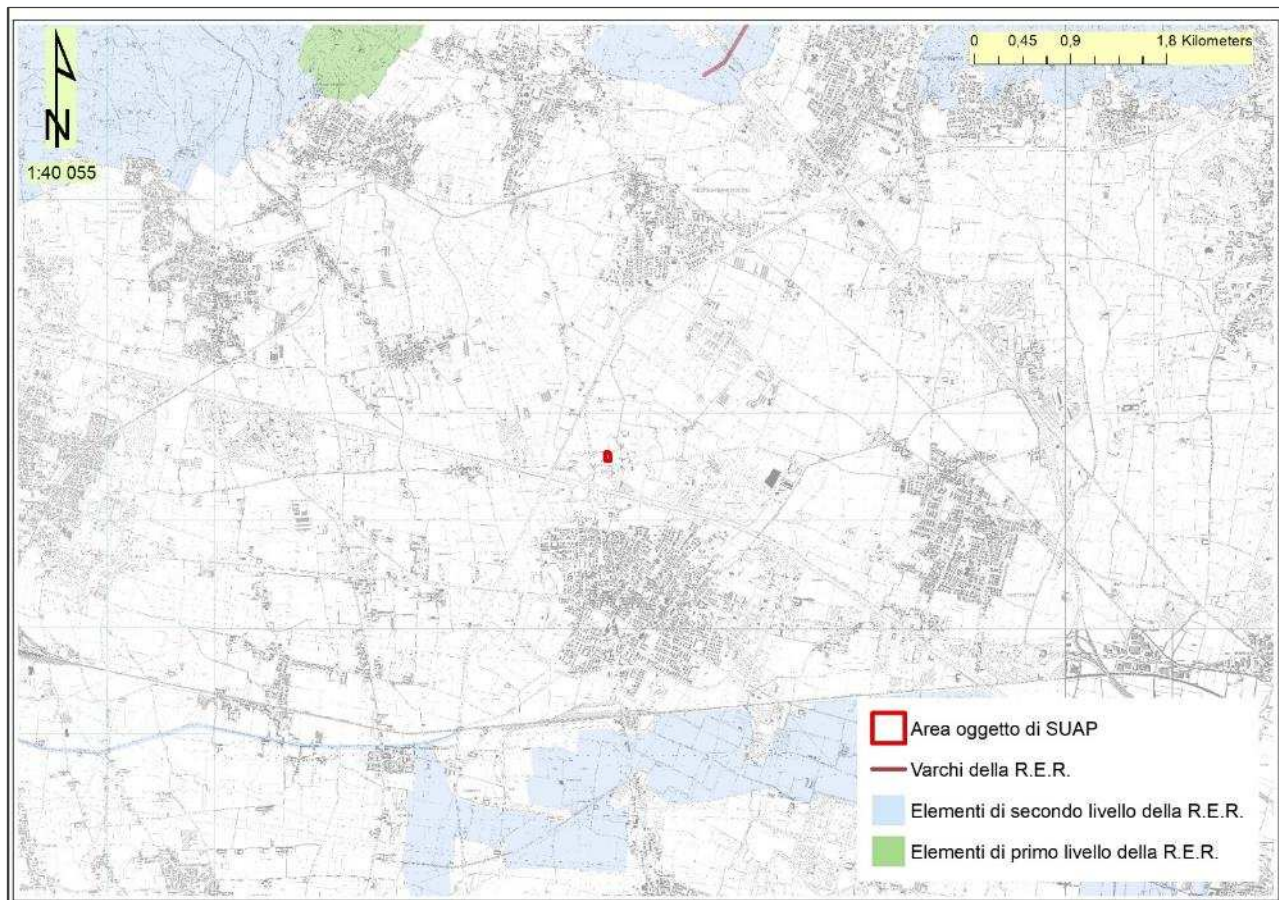 0 0,45 0,9 1,8 Kilometers
N
1:40 055
Area oggetto di SUAP
Varchi della R.E.R.
Elementi di secondo livello della R.E.R.
Elementi di primo livello della R.E.R.